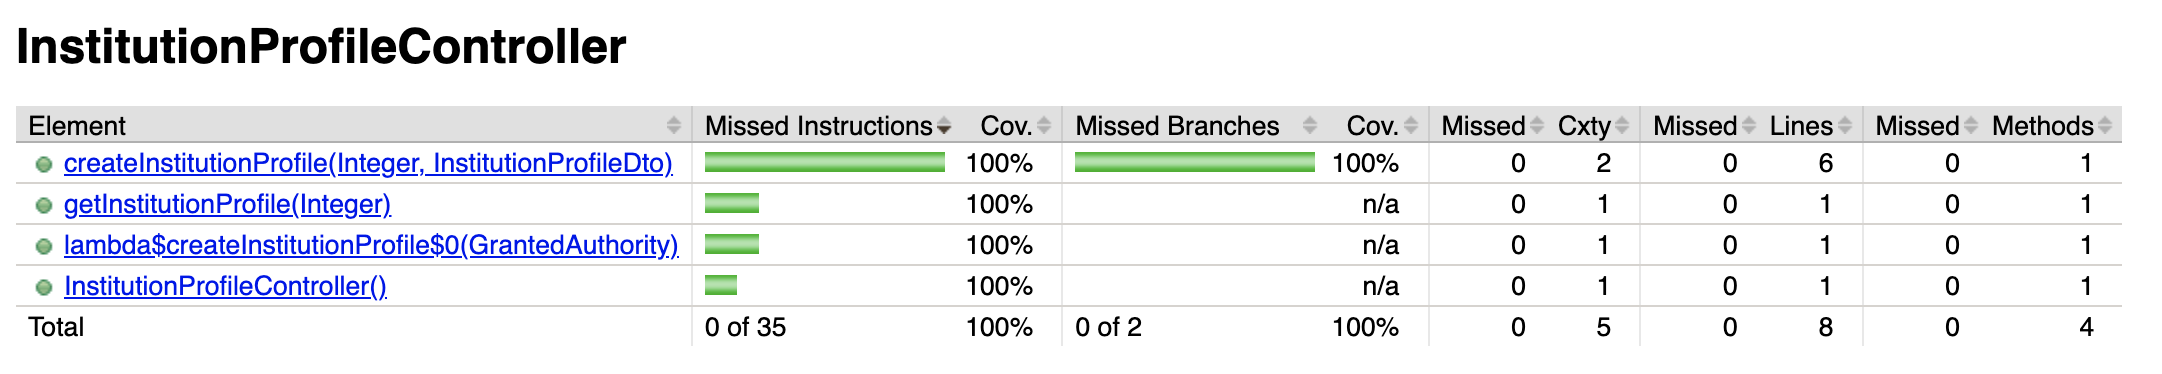 InstitutionProfileController
Element Missed Instructions Cov. Missed Branches Cov. Missed Cxty Missed Lines Missed Methods
createInstitutionProfile(Integer, InstitutionProfileDto) 100% 100% 0 2 0 6 0 1
getInstitutionProfile(Integer) 100% n/a 0 1 0 1 0 1
lambda$createInstitutionProfile$0(GrantedAuthority) 100% n/a 0 1 0 1 0 1
InstitutionProfileController() 100% n/a 0 1 0 1 0 1
Total 0 of 35 100% 0 of 2 100% 0 5 0 8 0 4